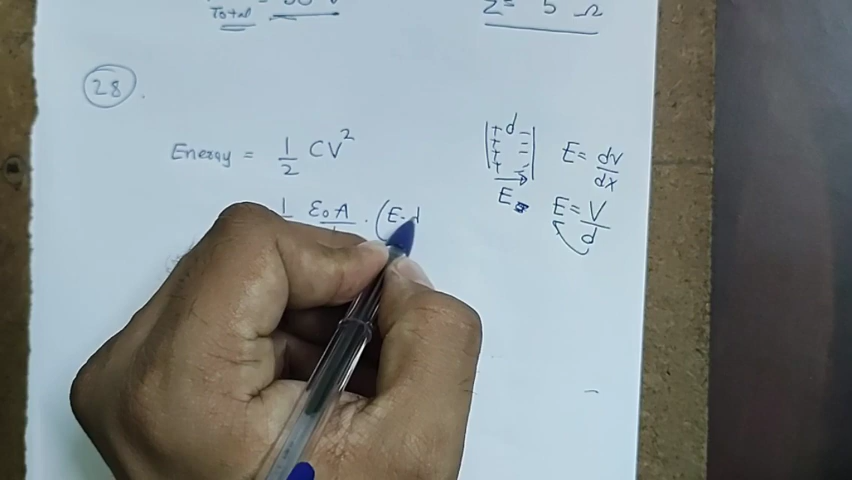 Total
Z = 5 Ω
28.
Energy = 1/2 CV²
1/2 ε₀A . (E-d
+ d -
+ -
+ -
+ -
E
E = dv/dx
E = V/d